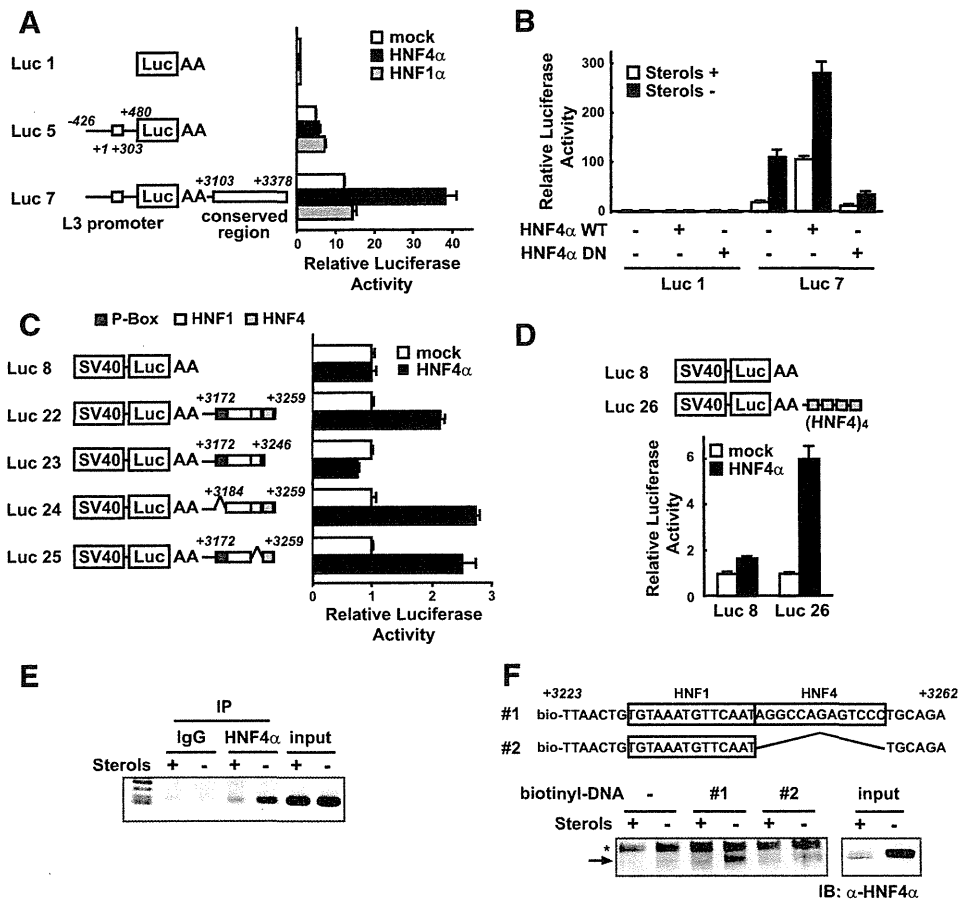 A
mock
HNF4α
HNF1α
Luc 1
Luc AA
Luc 5
-426
+480
Luc AA
+1 +303
Luc 7
Luc AA
+3103
+3378
L3 promoter
conserved
region
0 10 20 30 40
Relative Luciferase
Activity
B
Relative Luciferase
Activity
300
200
100
0
Sterols +
Sterols -
HNF4α WT - + - - + -
HNF4α DN - - + - - +
Luc 1
Luc 7
C
P-Box HNF1 HNF4
mock
HNF4α
Luc 8 SV40 Luc AA
Luc 22 SV40 Luc AA +3172 +3259
Luc 23 SV40 Luc AA +3172 +3246
Luc 24 SV40 Luc AA +3184 +3259
Luc 25 SV40 Luc AA +3172 +3259
0 1 2 3
Relative Luciferase
Activity
D
Luc 8 SV40 Luc AA
Luc 26 SV40 Luc AA
(HNF4)4
Relative Luciferase
Activity
6
4
2
0
mock
HNF4α
Luc 8 Luc 26
E
IP
IgG HNF4α input
Sterols + - + - + -
F
+3223 HNF1 HNF4 +3262
#1 bio-TTAACTGTGTAAATGTTCAATAGGCCAGAGTCCCTGCAGA
#2 bio-TTAACTGTGTAAATGTTCAAT TGCAGA
biotinyl-DNA - #1 #2 input
Sterols + - + - + - + -
*
IB: α-HNF4α